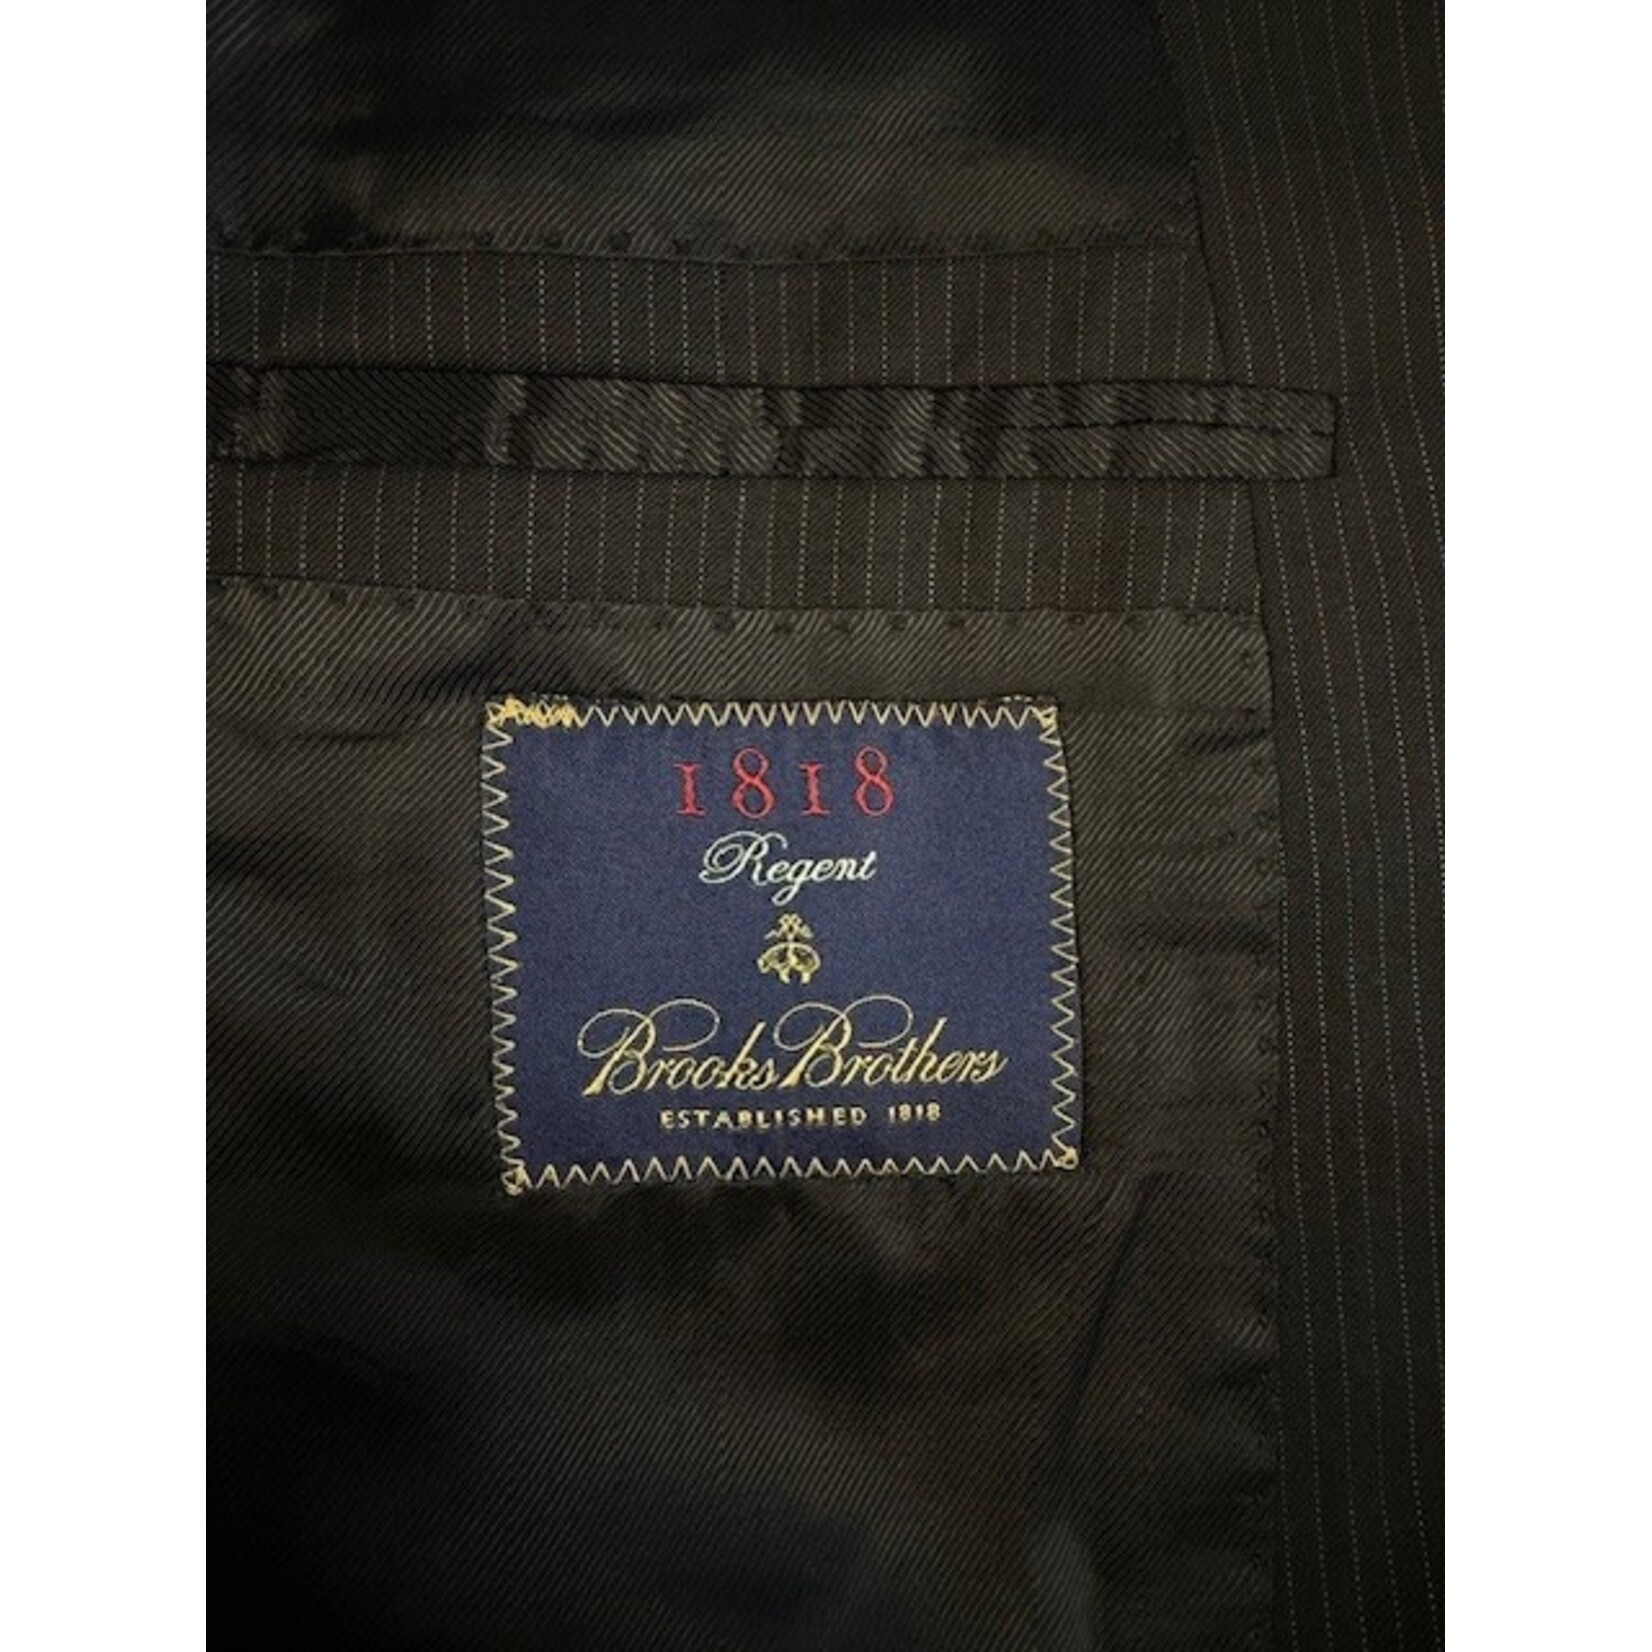 1818
Regent
Brooks Brothers
ESTABLISHED 1818